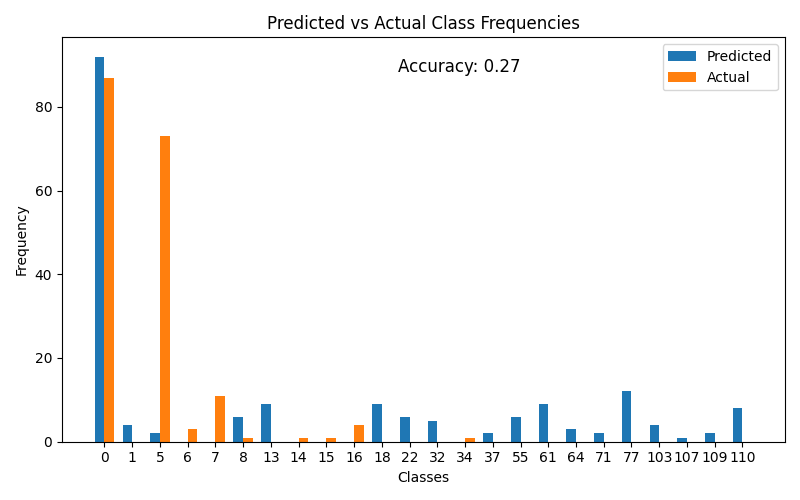 Predicted vs Actual Class Frequencies
Accuracy: 0.27
Predicted
Actual
Frequency
80
60
40
20
0
0 1 5 6 7 8 13 14 15 16 18 22 32 34 37 55 61 64 71 77 103 107 109 110
Classes